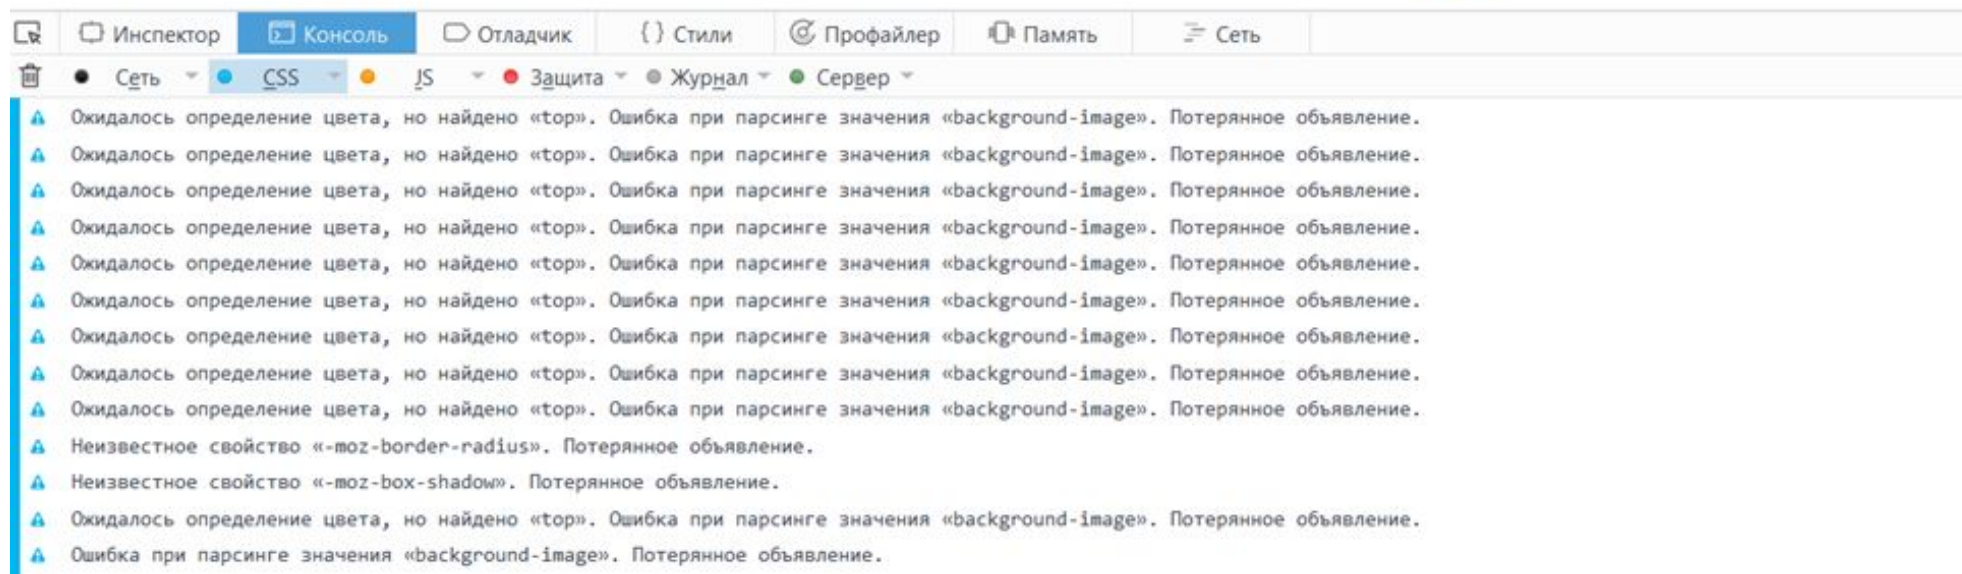 Инспектор Консоль Отладчик { } Стили Профайлер Память Сеть
Сеть CSS JS Защита Журнал Сервер
Ожидалось определение цвета, но найдено «top». Ошибка при парсинге значения «background-image». Потерянное объявление.
Ожидалось определение цвета, но найдено «top». Ошибка при парсинге значения «background-image». Потерянное объявление.
Ожидалось определение цвета, но найдено «top». Ошибка при парсинге значения «background-image». Потерянное объявление.
Ожидалось определение цвета, но найдено «top». Ошибка при парсинге значения «background-image». Потерянное объявление.
Ожидалось определение цвета, но найдено «top». Ошибка при парсинге значения «background-image». Потерянное объявление.
Ожидалось определение цвета, но найдено «top». Ошибка при парсинге значения «background-image». Потерянное объявление.
Ожидалось определение цвета, но найдено «top». Ошибка при парсинге значения «background-image». Потерянное объявление.
Ожидалось определение цвета, но найдено «top». Ошибка при парсинге значения «background-image». Потерянное объявление.
Ожидалось определение цвета, но найдено «top». Ошибка при парсинге значения «background-image». Потерянное объявление.
Неизвестное свойство «-moz-border-radius». Потерянное объявление.
Неизвестное свойство «-moz-box-shadow». Потерянное объявление.
Ожидалось определение цвета, но найдено «top». Ошибка при парсинге значения «background-image». Потерянное объявление.
Ошибка при парсинге значения «background-image». Потерянное объявление.